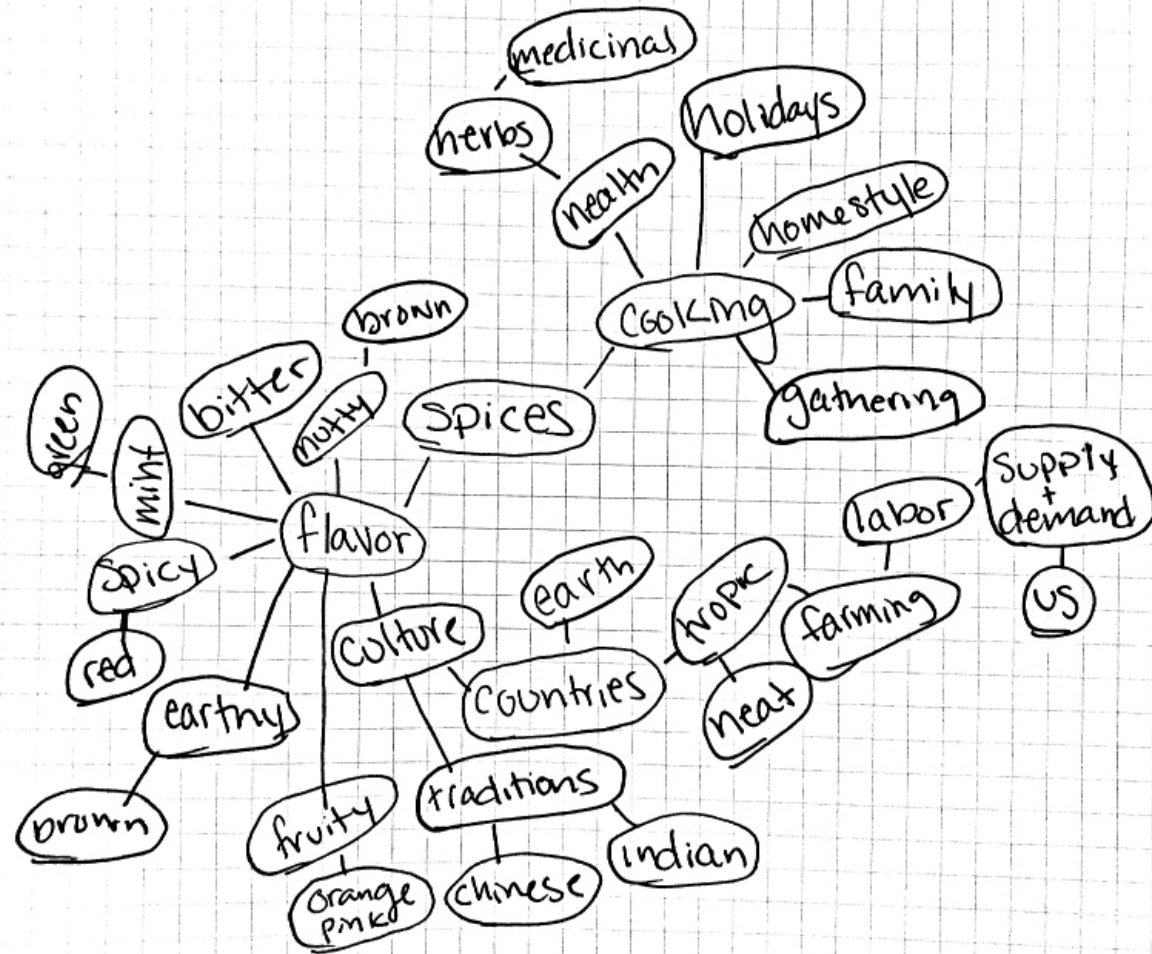 medicinal
holidays
herbs
health
homestyle
family
cooking
brown
gathering
spices
nutty
bitter
green
mint
supply
+
demand
labor
flavor
spicy
earth
tropic
farming
us
culture
red
countries
heat
earthy
traditions
brown
fruity
indian
orange
pink
chinese